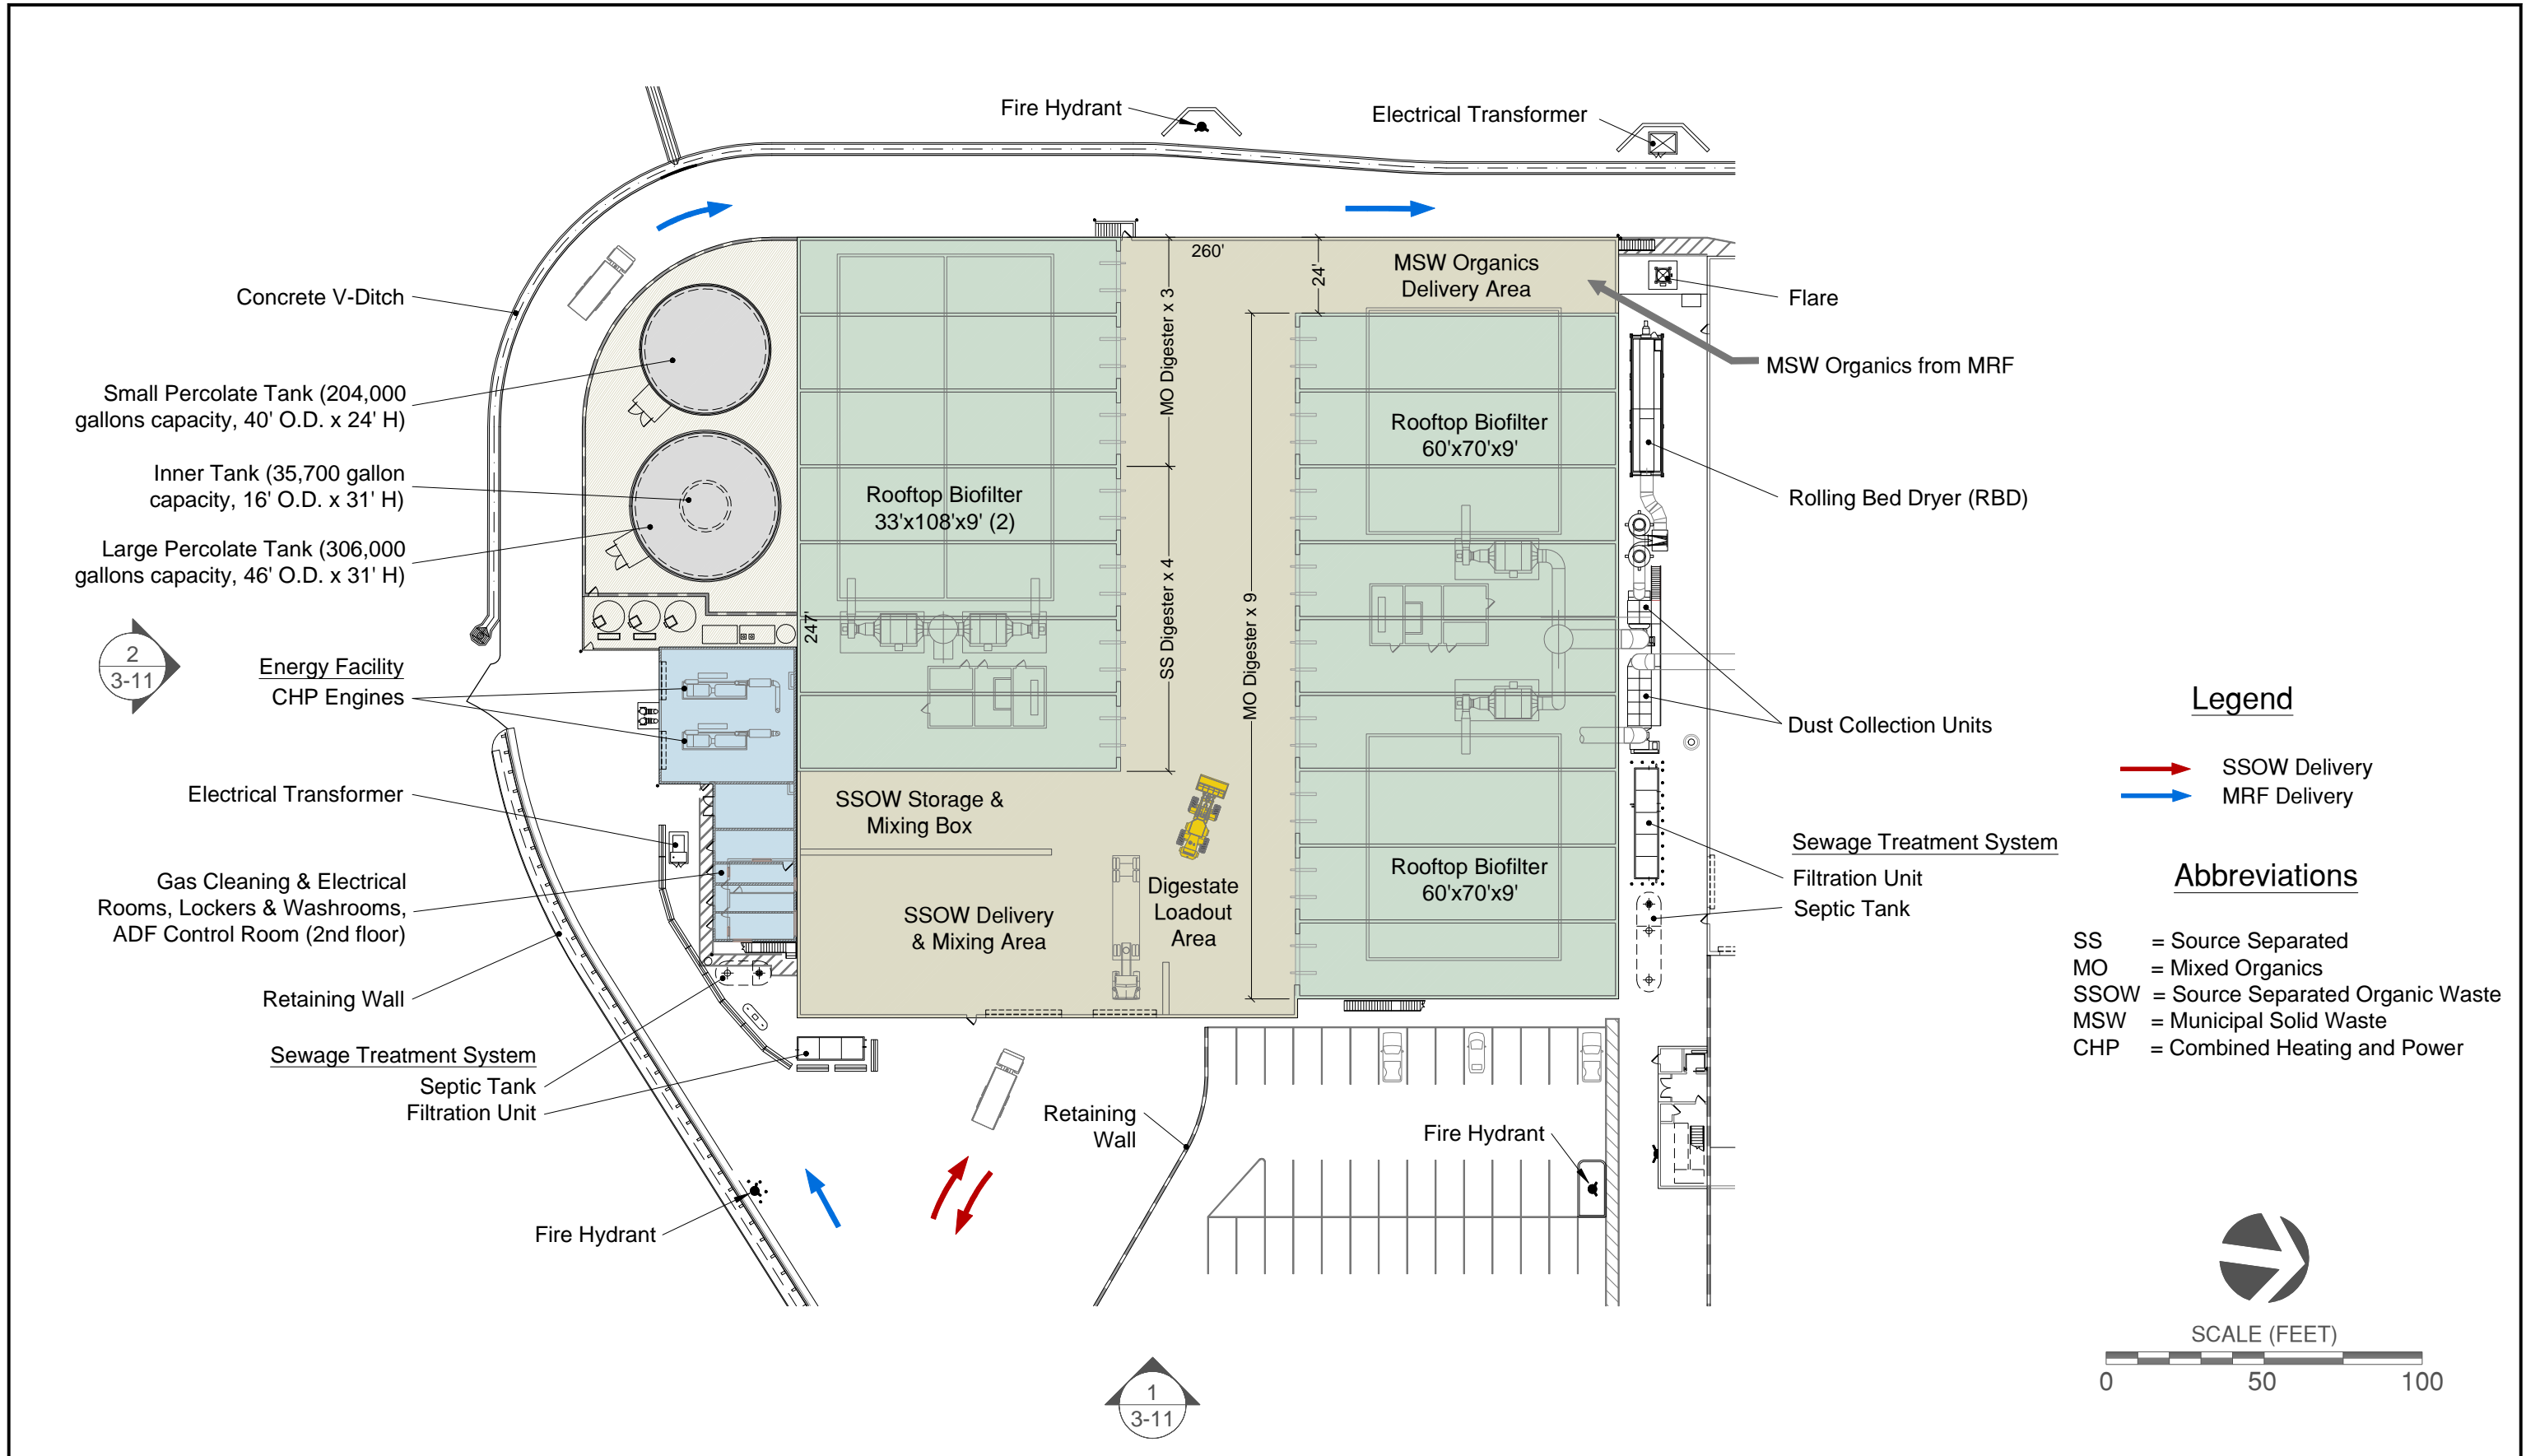 Fire Hydrant
Electrical Transformer
260'
24'
MSW Organics
Delivery Area
Concrete V-Ditch
Flare
MO Digester x 3
MSW Organics from MRF
Small Percolate Tank (204,000
gallons capacity, 40' O.D. x 24' H)
Rooftop Biofilter
60'x70'x9'
Inner Tank (35,700 gallon
capacity, 16' O.D. x 31' H)
Rooftop Biofilter
33'x108'x9' (2)
Rolling Bed Dryer (RBD)
Large Percolate Tank (306,000
gallons capacity, 46' O.D. x 31' H)
SS Digester x 4
MO Digester x 9
247'
2
3-11
Energy Facility
CHP Engines
Dust Collection Units
Legend
SSOW Delivery
MRF Delivery
Electrical Transformer
SSOW Storage &
Mixing Box
Sewage Treatment System
Filtration Unit
Septic Tank
Gas Cleaning & Electrical
Rooms, Lockers & Washrooms,
ADF Control Room (2nd floor)
SSOW Delivery
& Mixing Area
Digestate
Loadout
Area
Rooftop Biofilter
60'x70'x9'
Abbreviations
SS = Source Separated
MO = Mixed Organics
SSOW = Source Separated Organic Waste
MSW = Municipal Solid Waste
CHP = Combined Heating and Power
Retaining Wall
Sewage Treatment System
Septic Tank
Filtration Unit
Retaining
Wall
Fire Hydrant
Fire Hydrant
SCALE (FEET)
0 50 100
1
3-11